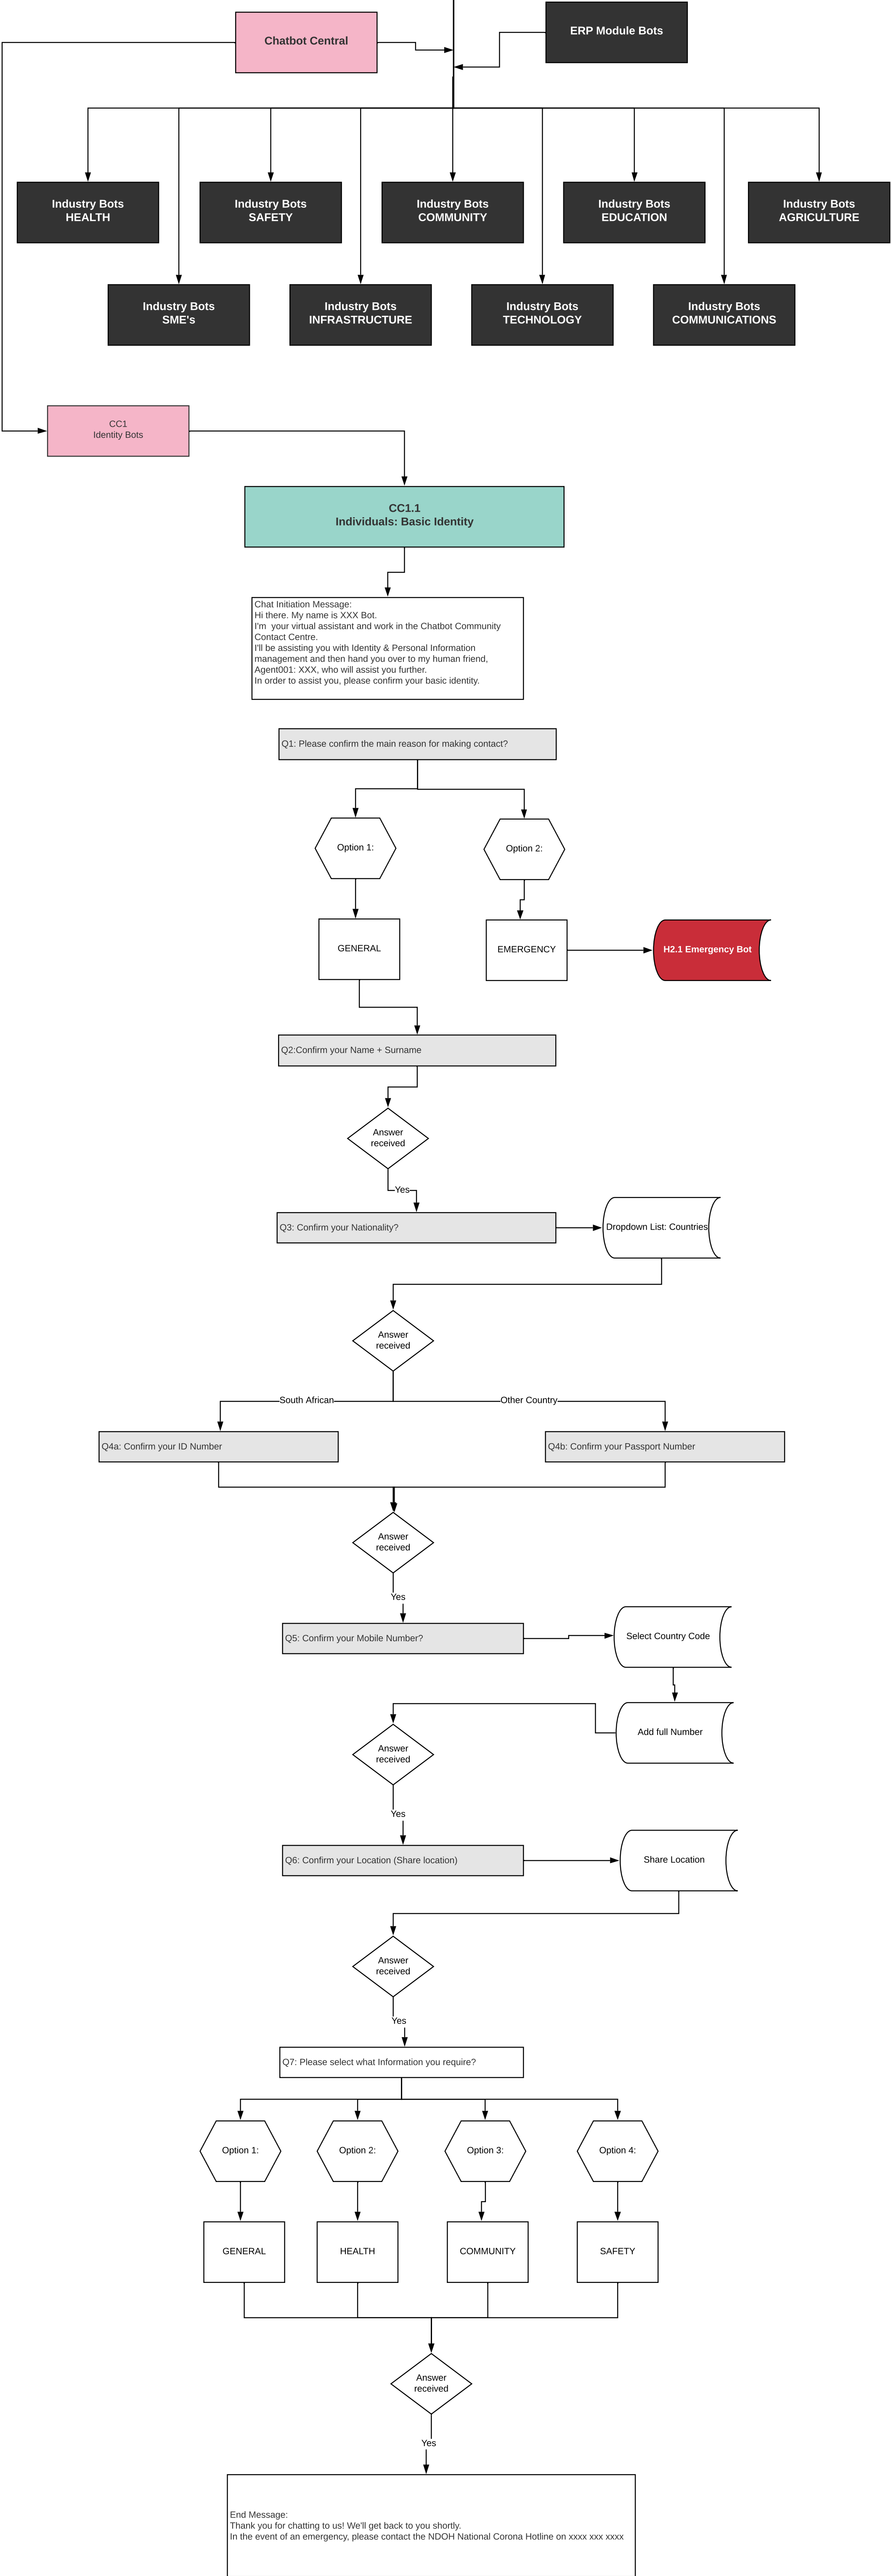 Chatbot Central
ERP Module Bots
Industry Bots
HEALTH
Industry Bots
SAFETY
Industry Bots
COMMUNITY
Industry Bots
EDUCATION
Industry Bots
AGRICULTURE
Industry Bots
SME's
Industry Bots
INFRASTRUCTURE
Industry Bots
TECHNOLOGY
Industry Bots
COMMUNICATIONS
CC1
Identity Bots
CC1.1
Individuals: Basic Identity
Chat Initiation Message:
Hi there. My name is XXX Bot.
I'm  your virtual assistant and work in the Chatbot Community
Contact Centre.
I'll be assisting you with Identity & Personal Information
management and then hand you over to my human friend,
Agent001: XXX, who will assist you further.
In order to assist you, please confirm your basic identity.
Q1: Please confirm the main reason for making contact?
Option 1:
Option 2:
GENERAL
EMERGENCY
H2.1 Emergency Bot
Q2:Confirm your Name + Surname
Answer
received
Yes
Q3: Confirm your Nationality?
Dropdown List: Countries
Answer
received
South African
Other Country
Q4a: Confirm your ID Number
Q4b: Confirm your Passport Number
Answer
received
Yes
Q5: Confirm your Mobile Number?
Select Country Code
Add full Number
Answer
received
Yes
Q6: Confirm your Location (Share location)
Share Location
Answer
received
Yes
Q7: Please select what Information you require?
Option 1:
Option 2:
Option 3:
Option 4:
GENERAL
HEALTH
COMMUNITY
SAFETY
Answer
received
Yes
End Message:
Thank you for chatting to us! We'll get back to you shortly.
In the event of an emergency, please contact the NDOH National Corona Hotline on xxxx xxx xxxx